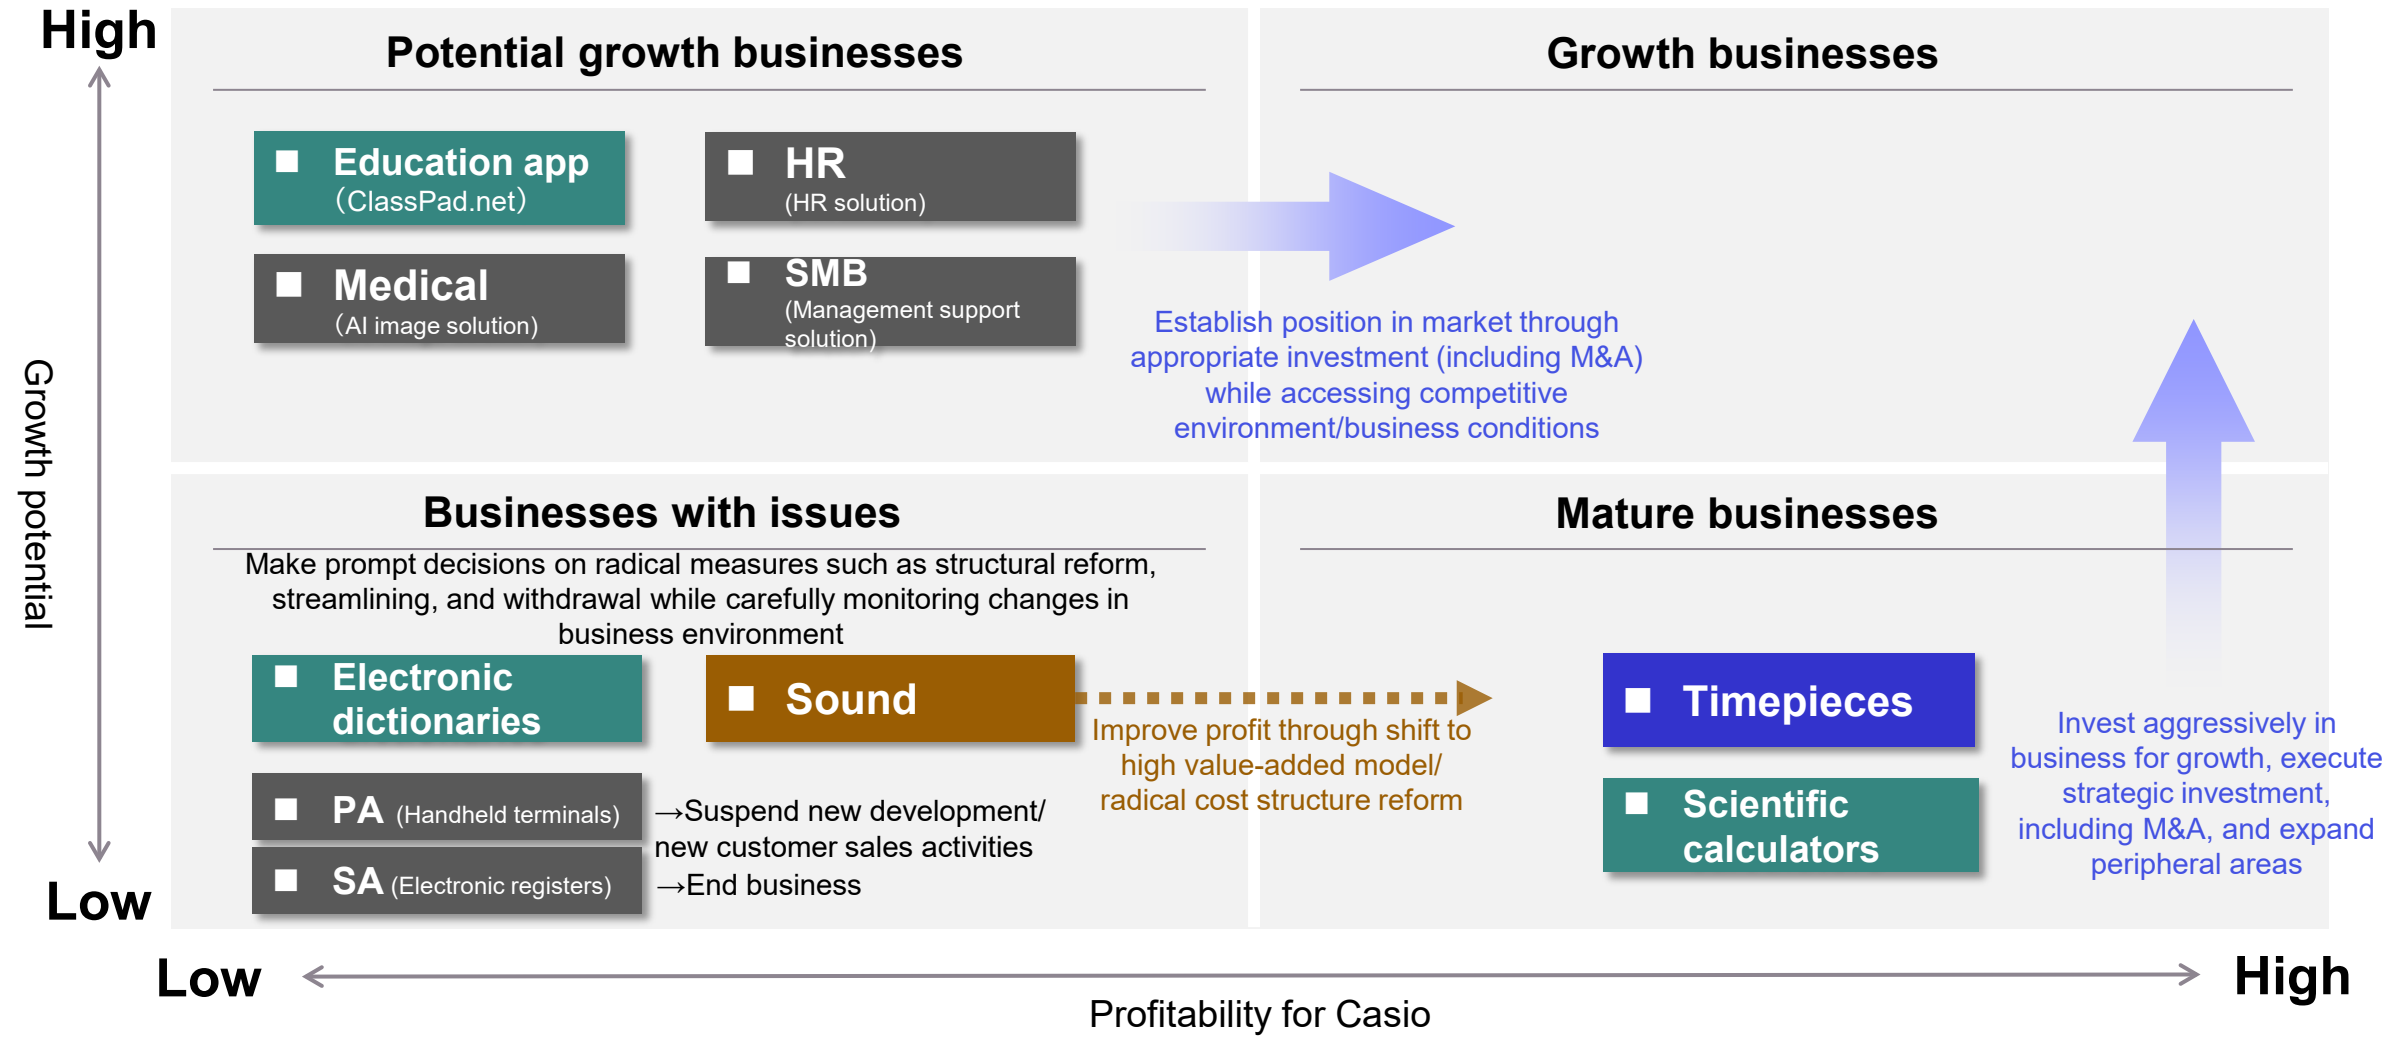 High
Potential growth businesses
Growth businesses
■ Education app
（ClassPad.net）
■ HR
(HR solution)
■ Medical
（AI image solution)
■ SMB
(Management support
solution)
Establish position in market through
appropriate investment (including M&A)
while accessing competitive
environment/business conditions
Growth potential
Businesses with issues
Make prompt decisions on radical measures such as structural reform,
streamlining, and withdrawal while carefully monitoring changes in
business environment
■ Electronic
dictionaries
■ Sound
■ PA (Handheld terminals)
→Suspend new development/
new customer sales activities
■ SA (Electronic registers)
→End business
Improve profit through shift to
high value-added model/
radical cost structure reform
Mature businesses
■ Timepieces
■ Scientific
calculators
Invest aggressively in
business for growth, execute
strategic investment,
including M&A, and expand
peripheral areas
Low
Low
High
Profitability for Casio